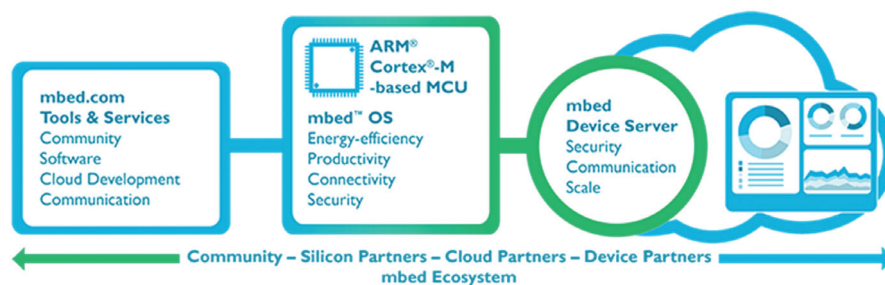 mbed.com
Tools & Services
Community
Software
Cloud Development
Communication
ARM®
Cortex®-M
-based MCU
mbed™ OS
Energy-efficiency
Productivity
Connectivity
Security
mbed
Device Server
Security
Communication
Scale
Community – Silicon Partners – Cloud Partners – Device Partners
mbed Ecosystem